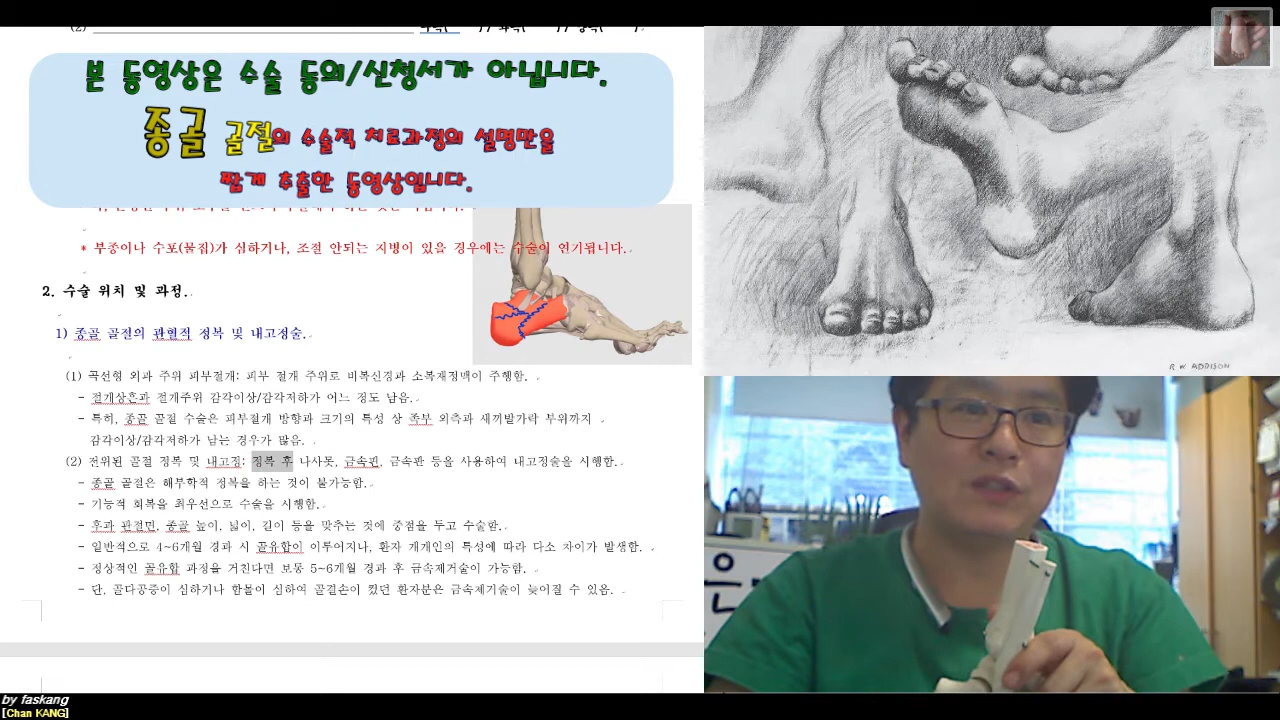 본 동영상은 수술 동의/신청서가 아닙니다.
종골 골절의 수술적 치료과정의 설명만을
짧게 추출한 동영상입니다.
* 부종이나 수포(물집)가 심하거나, 조절 안되는 지병이 있을 경우에는 수술이 연기됩니다.
2. 수술 위치 및 과정.
1) 종골 골절의 관혈적 정복 및 내고정술.
(1) 곡선형 외과 주위 피부절개: 피부 절개 주위로 비복신경과 소복재정맥이 주행함.
- 절개상흔과 절개주위 감각이상/감각저하가 어느 정도 남음.
- 특히, 종골 골절 수술은 피부절개 방향과 크기의 특성 상 족부 외측과 새끼발가락 부위까지
감각이상/감각저하가 남는 경우가 많음.
(2) 전위된 골절 정복 및 내고정: 정복 후 나사못, 금속핀, 금속판 등을 사용하여 내고정술을 시행함.
- 종골 골절은 해부학적 정복을 하는 것이 불가능함.
- 기능적 회복을 최우선으로 수술을 시행함.
- 후과 관절면, 종골 높이, 넓이, 길이 등을 맞추는 것에 중점을 두고 수술함.
- 일반적으로 4~6개월 경과 시 골유합이 이루어지나, 환자 개개인의 특성에 따라 다소 차이가 발생함.
- 정상적인 골유합 과정을 거친다면 보통 5~6개월 경과 후 금속제거술이 가능함.
- 단, 골다공증이 심하거나 함몰이 심하여 골결손이 컸던 환자분은 금속제거술이 늦어질 수 있음.
R W ADDISON
은
by faskang
[Chan KANG]